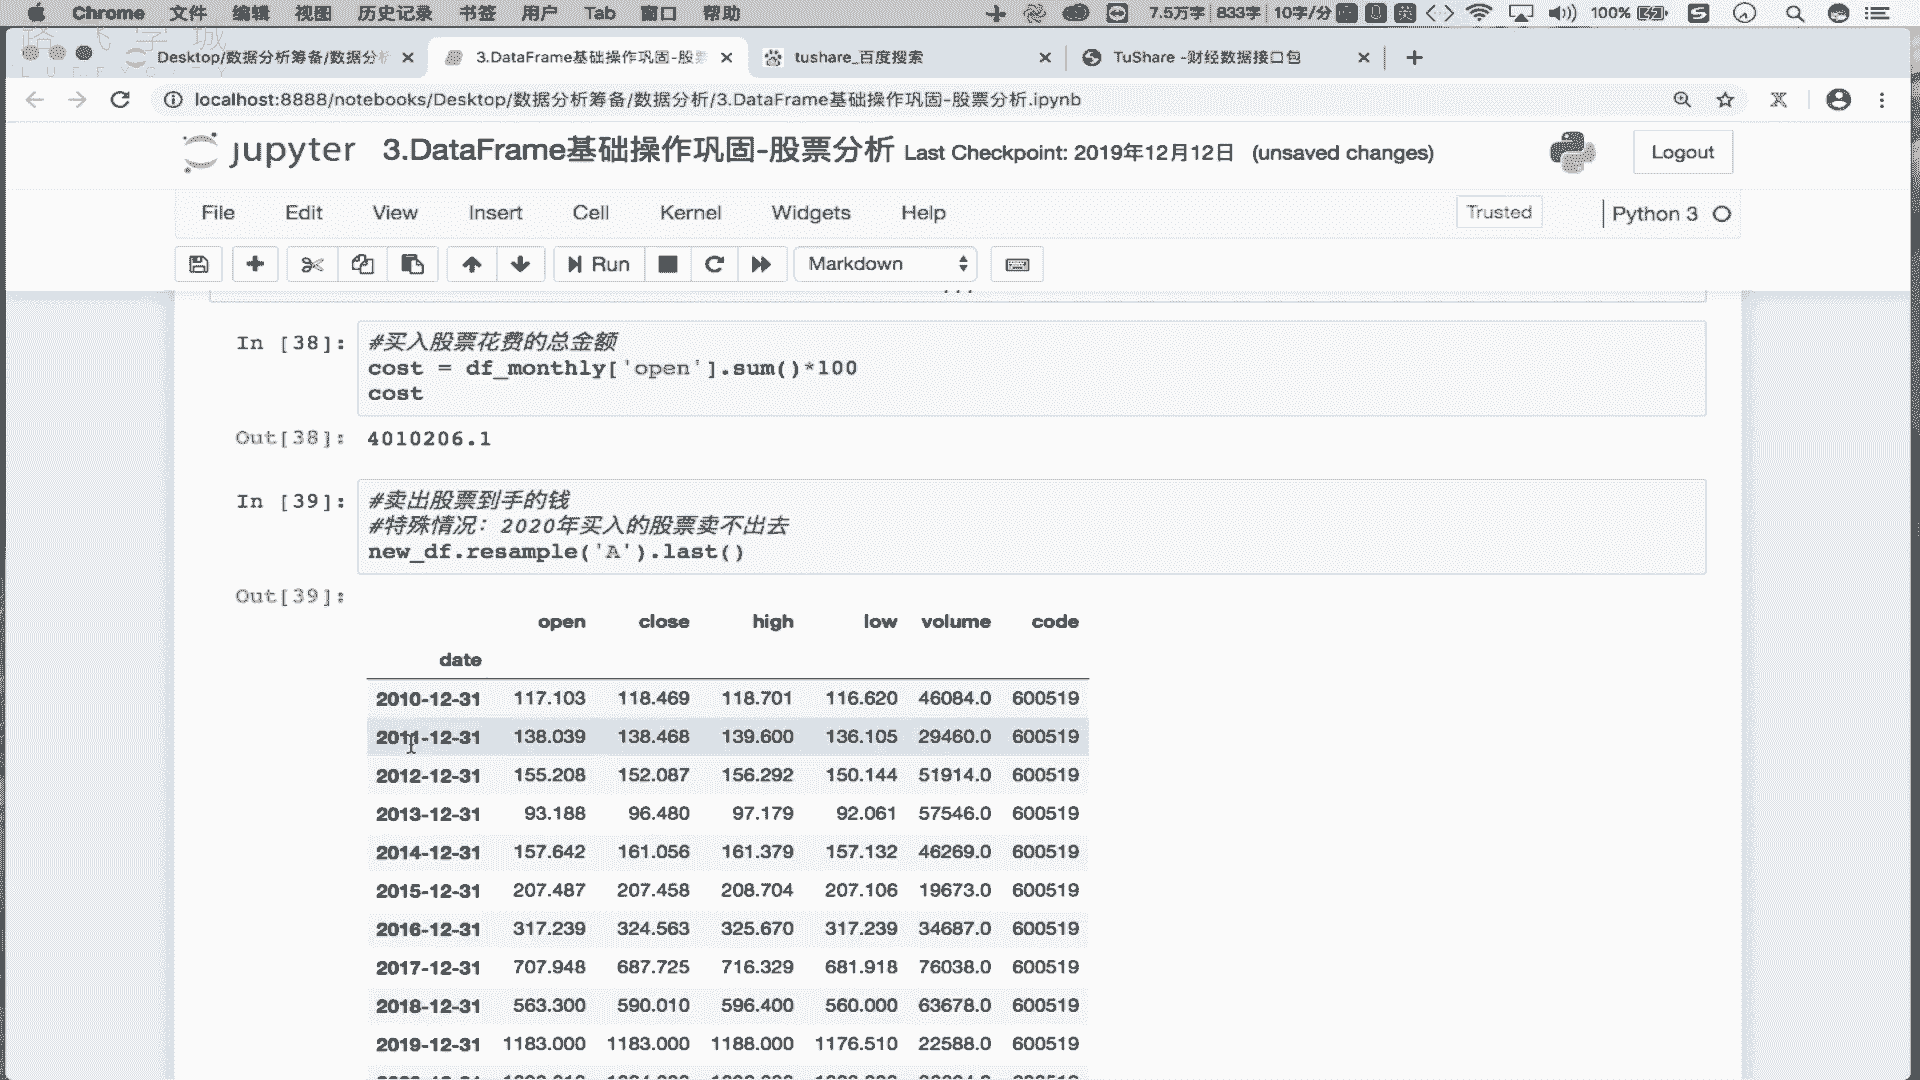 Chrome 文件 编辑 视图 历史记录 书签 用户 Tab 窗口 帮助 7.5万字 833字 10字/分 英 100%
Desktop/数据分析筹备/数据分析 3.DataFrame基础操作巩固-股票 tushare_百度搜索 TuShare -财经数据接口包
localhost:8888/notebooks/Desktop/数据分析筹备/数据分析/3.DataFrame基础操作巩固-股票分析.ipynb
jupyter 3.DataFrame基础操作巩固-股票分析 Last Checkpoint: 2019年12月12日 (unsaved changes) Logout
File Edit View Insert Cell Kernel Widgets Help Trusted Python 3
Run Markdown
In [38]: #买入股票花费的总金额
cost = df_monthly['open'].sum()*100
cost
Out[38]: 4010206.1
In [39]: #卖出股票到手的钱
#特殊情况：2020年买入的股票卖不出去
new_df.resample('A').last()
Out[39]:
open close high low volume code
date
2010-12-31 117.103 118.469 118.701 116.620 46084.0 600519
2011-12-31 138.039 138.468 139.600 136.105 29460.0 600519
2012-12-31 155.208 152.087 156.292 150.144 51914.0 600519
2013-12-31 93.188 96.480 97.179 92.061 57546.0 600519
2014-12-31 157.642 161.056 161.379 157.132 46269.0 600519
2015-12-31 207.487 207.458 208.704 207.106 19673.0 600519
2016-12-31 317.239 324.563 325.670 317.239 34687.0 600519
2017-12-31 707.948 687.725 716.329 681.918 76038.0 600519
2018-12-31 563.300 590.010 596.400 560.000 63678.0 600519
2019-12-31 1183.000 1183.000 1188.000 1176.510 22588.0 600519